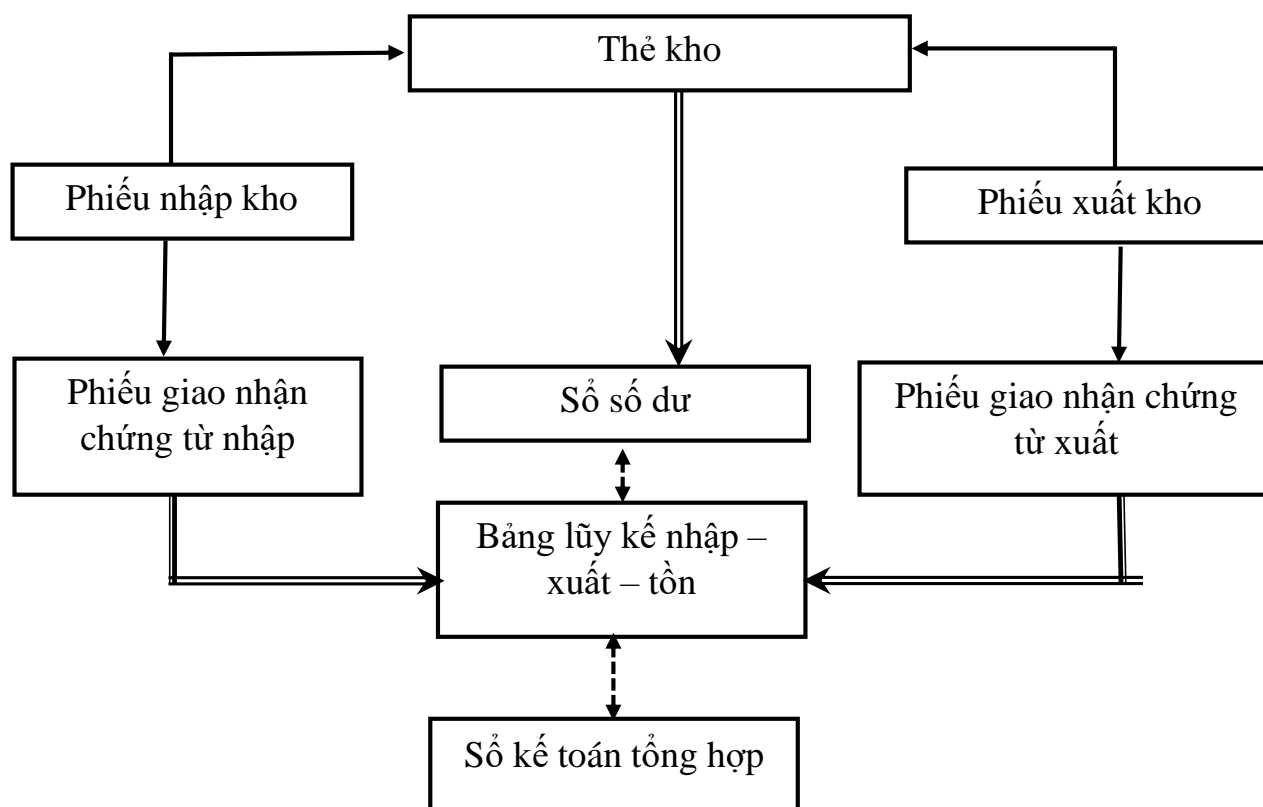 Thẻ kho
Phiếu nhập kho
Phiếu xuất kho
Phiếu giao nhận
chứng từ nhập
Sổ số dư
Phiếu giao nhận chứng
từ xuất
Bảng lũy kế nhập –
xuất – tồn
Sổ kế toán tổng hợp